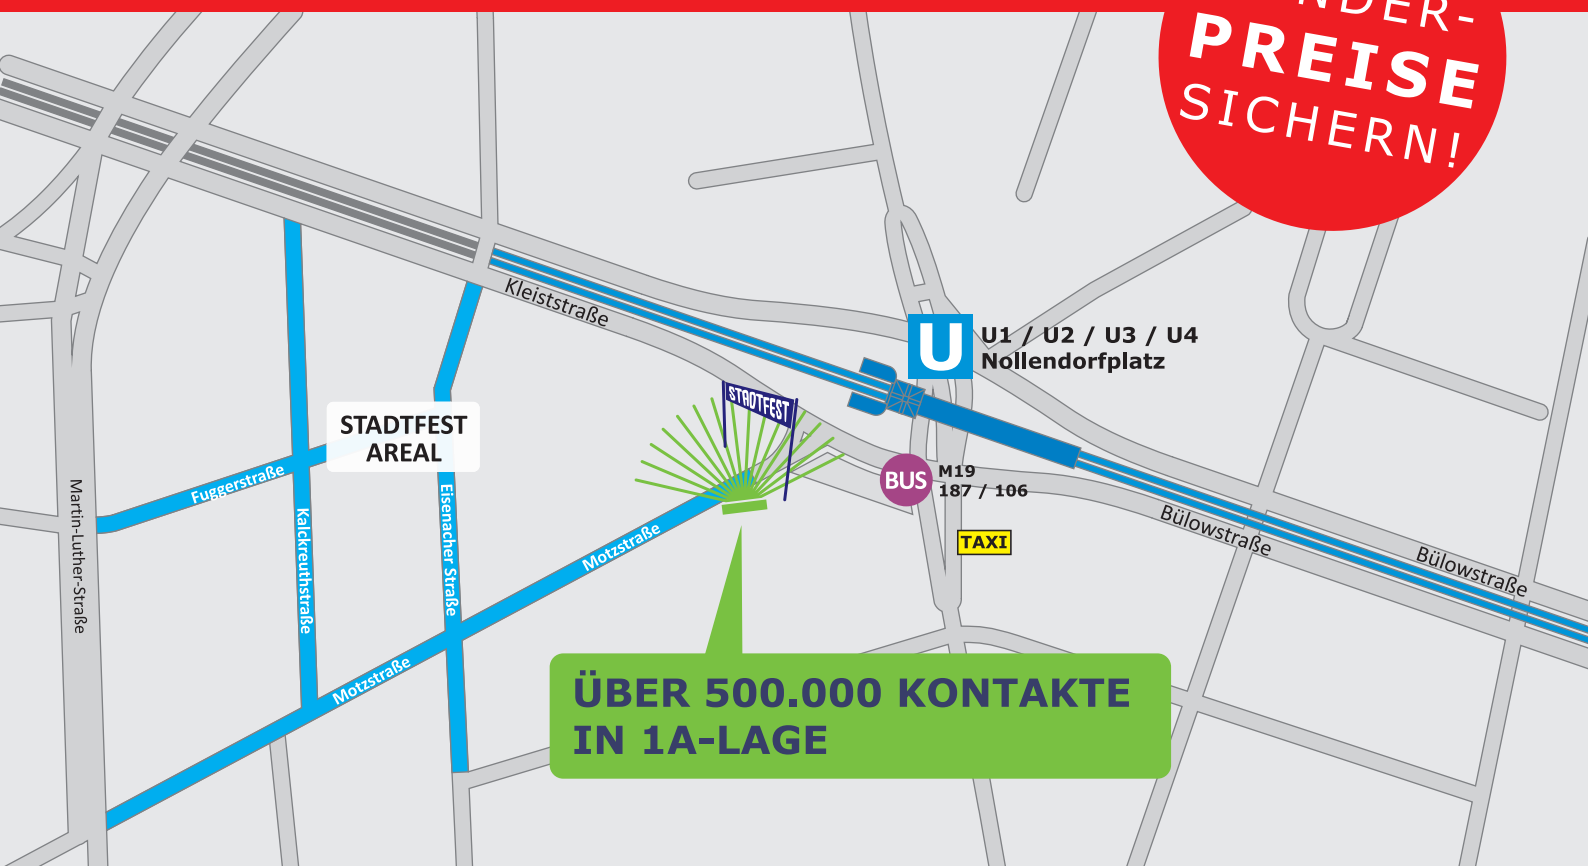 NDER-
PREISE
SICHERN!
Kleiststraße
U
U1 / U2 / U3 / U4
Nollendorfplatz
STADTFEST
STADTFEST
AREAL
Fuggerstraße
Martin-Luther-Straße
Kalckreuthstraße
Eisenacher Straße
Motzstraße
Motzstraße
BUS
M19
187 / 106
TAXI
Bülowstraße
Bülowstraße
ÜBER 500.000 KONTAKTE
IN 1A-LAGE